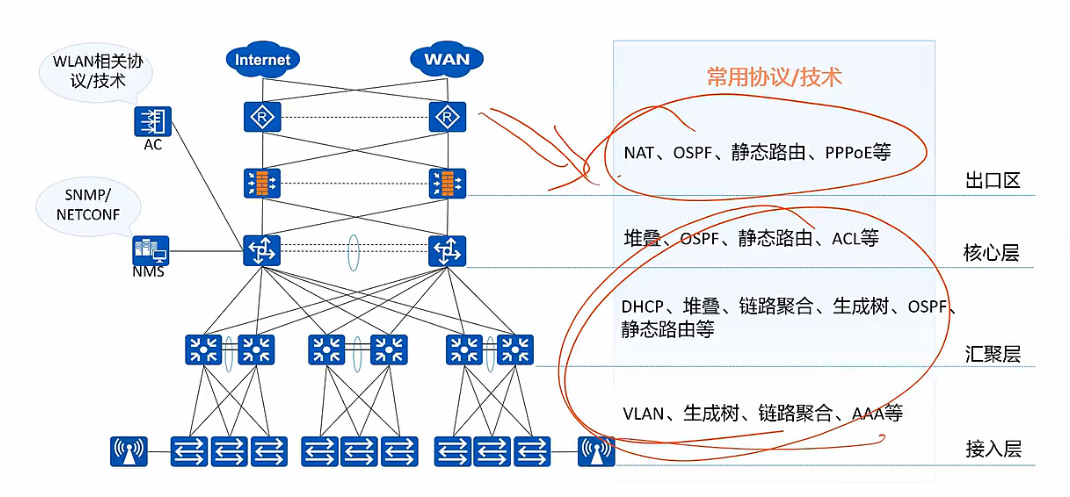 WLAN相关协
议/技术
Internet
WAN
常用协议/技术
R
R
AC
NAT、OSPF、静态路由、PPPoE等
出口区
SNMP/
NETCONF
NMS
堆叠、OSPF、静态路由、ACL等
核心层
DHCP、堆叠、链路聚合、生成树、OSPF、
静态路由等
汇聚层
VLAN、生成树、链路聚合、AAA等
接入层